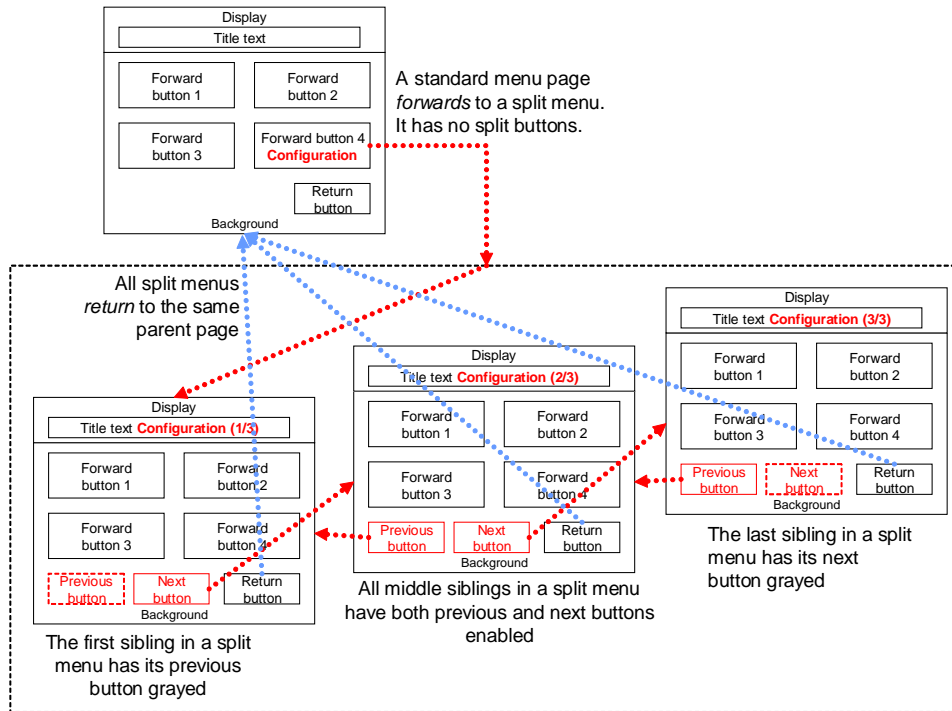 Display
Title text
Forward
button 1
Forward
button 2
Forward
button 3
Forward button 4
Configuration
Return
button
Background
A standard menu page
forwards to a split menu.
It has no split buttons.
All split menus
return to the same
parent page
Display
Title text Configuration (1/3)
Forward
button 1
Forward
button 2
Forward
button 3
Forward
button 4
Previous
button
Next
button
Return
button
Background
The first sibling in a split
menu has its previous
button grayed
Display
Title text Configuration (2/3)
Forward
button 1
Forward
button 2
Forward
button 3
Forward
button 4
Previous
button
Next
button
Return
button
Background
All middle siblings in a split menu
have both previous and next buttons
enabled
Display
Title text Configuration (3/3)
Forward
button 1
Forward
button 2
Forward
button 3
Forward
button 4
Previous
button
Next
button
Return
button
Background
The last sibling in a split
menu has its next
button grayed